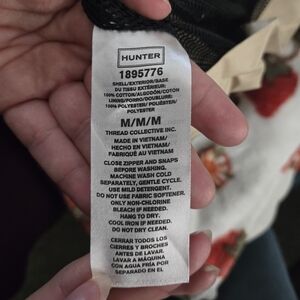 HUNTER
1895776
SHELL/EXTERIOR/BASE
DU TISSU EXTÉRIEUR:
100% COTTON/ALGODÓN/COTON
LINING/FORRO/DOUBLURE:
100% POLYESTER/ POLIÉSTER/
POLYESTER
M/M/M
THREAD COLLECTIVE INC.
MADE IN VIETNAM/
HECHO EN VIETNAM/
FABRIQUÉ AU VIETNAM
CLOSE ZIPPER AND SNAPS
BEFORE WASHING.
MACHINE WASH COLD
SEPARATELY, GENTLE CYCLE.
USE MILD DETERGENT.
DO NOT USE FABRIC SOFTENER.
ONLY NON-CHLORINE
BLEACH IF NEEDED.
HANG TO DRY.
COOL IRON IF NEEDED.
DO NOT DRY CLEAN.
CERRAR TODOS LOS
CIERRES Y BROCHES
ANTES DE LAVAR.
LAVAR A MÁQUINA
CON AGUA FRÍA POR
SEPARADO EN EL